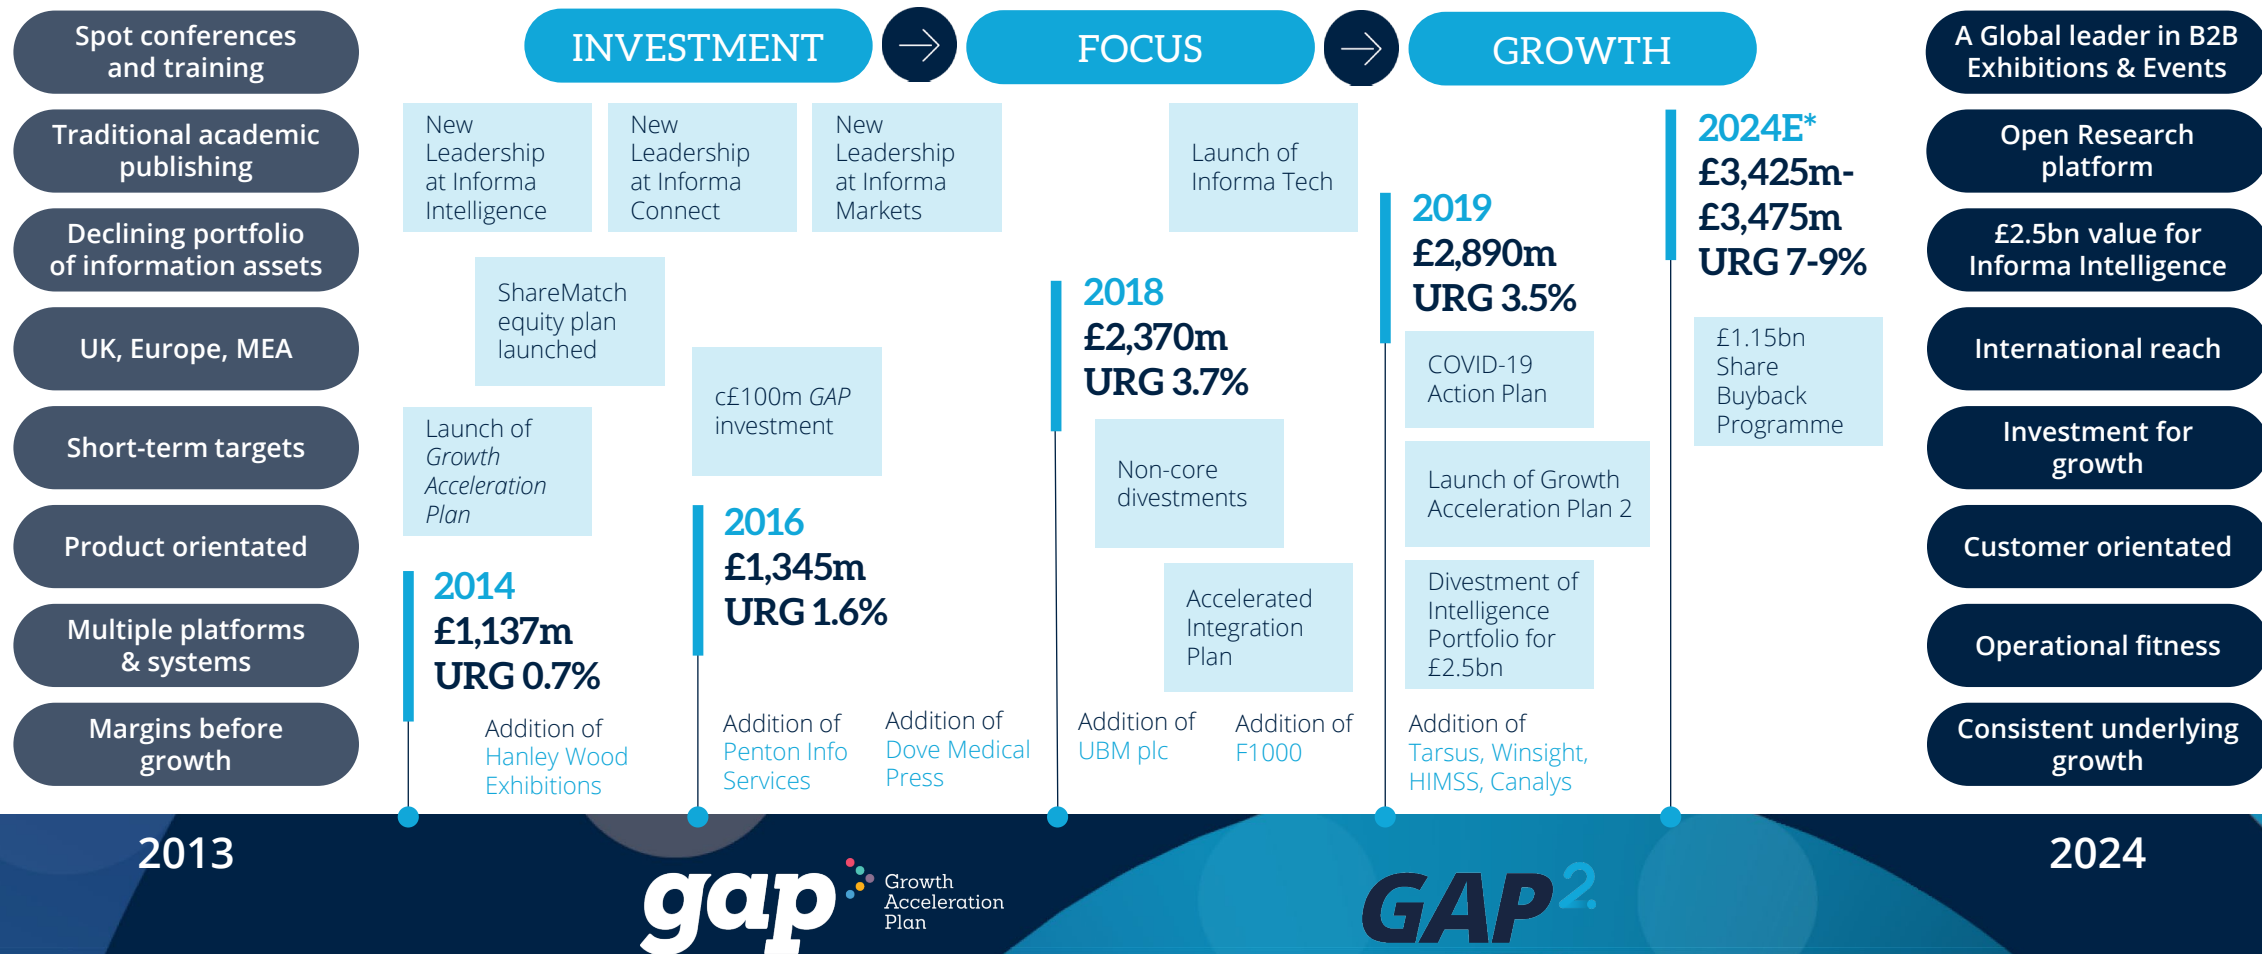 Spot conferences
and training
Traditional academic
publishing
Declining portfolio
of information assets
UK, Europe, MEA
Short-term targets
Product orientated
Multiple platforms
& systems
Margins before
growth
INVESTMENT
FOCUS
GROWTH
New
Leadership
at Informa
Intelligence
New
Leadership
at Informa
Connect
New
Leadership
at Informa
Markets
Launch of
Informa Tech
ShareMatch
equity plan
launched
c£100m GAP
investment
Launch of
Growth
Acceleration
Plan
2014
£1,137m
URG 0.7%
2016
£1,345m
URG 1.6%
2018
£2,370m
URG 3.7%
Non-core
divestments
Accelerated
Integration
Plan
2019
£2,890m
URG 3.5%
COVID-19
Action Plan
Launch of Growth
Acceleration Plan 2
Divestment of
Intelligence
Portfolio for
£2.5bn
2024E*
£3,425m-
£3,475m
URG 7-9%
£1.15bn
Share
Buyback
Programme
Addition of
Hanley Wood
Exhibitions
Addition of
Penton Info
Services
Addition of
Dove Medical
Press
Addition of
UBM plc
Addition of
F1000
Addition of
Tarsus, Winsight,
HIMSS, Canalys
A Global leader in B2B
Exhibitions & Events
Open Research
platform
£2.5bn value for
Informa Intelligence
International reach
Investment for
growth
Customer orientated
Operational fitness
Consistent underlying
growth
2013
gap
Growth
Acceleration
Plan
GAP2
2024